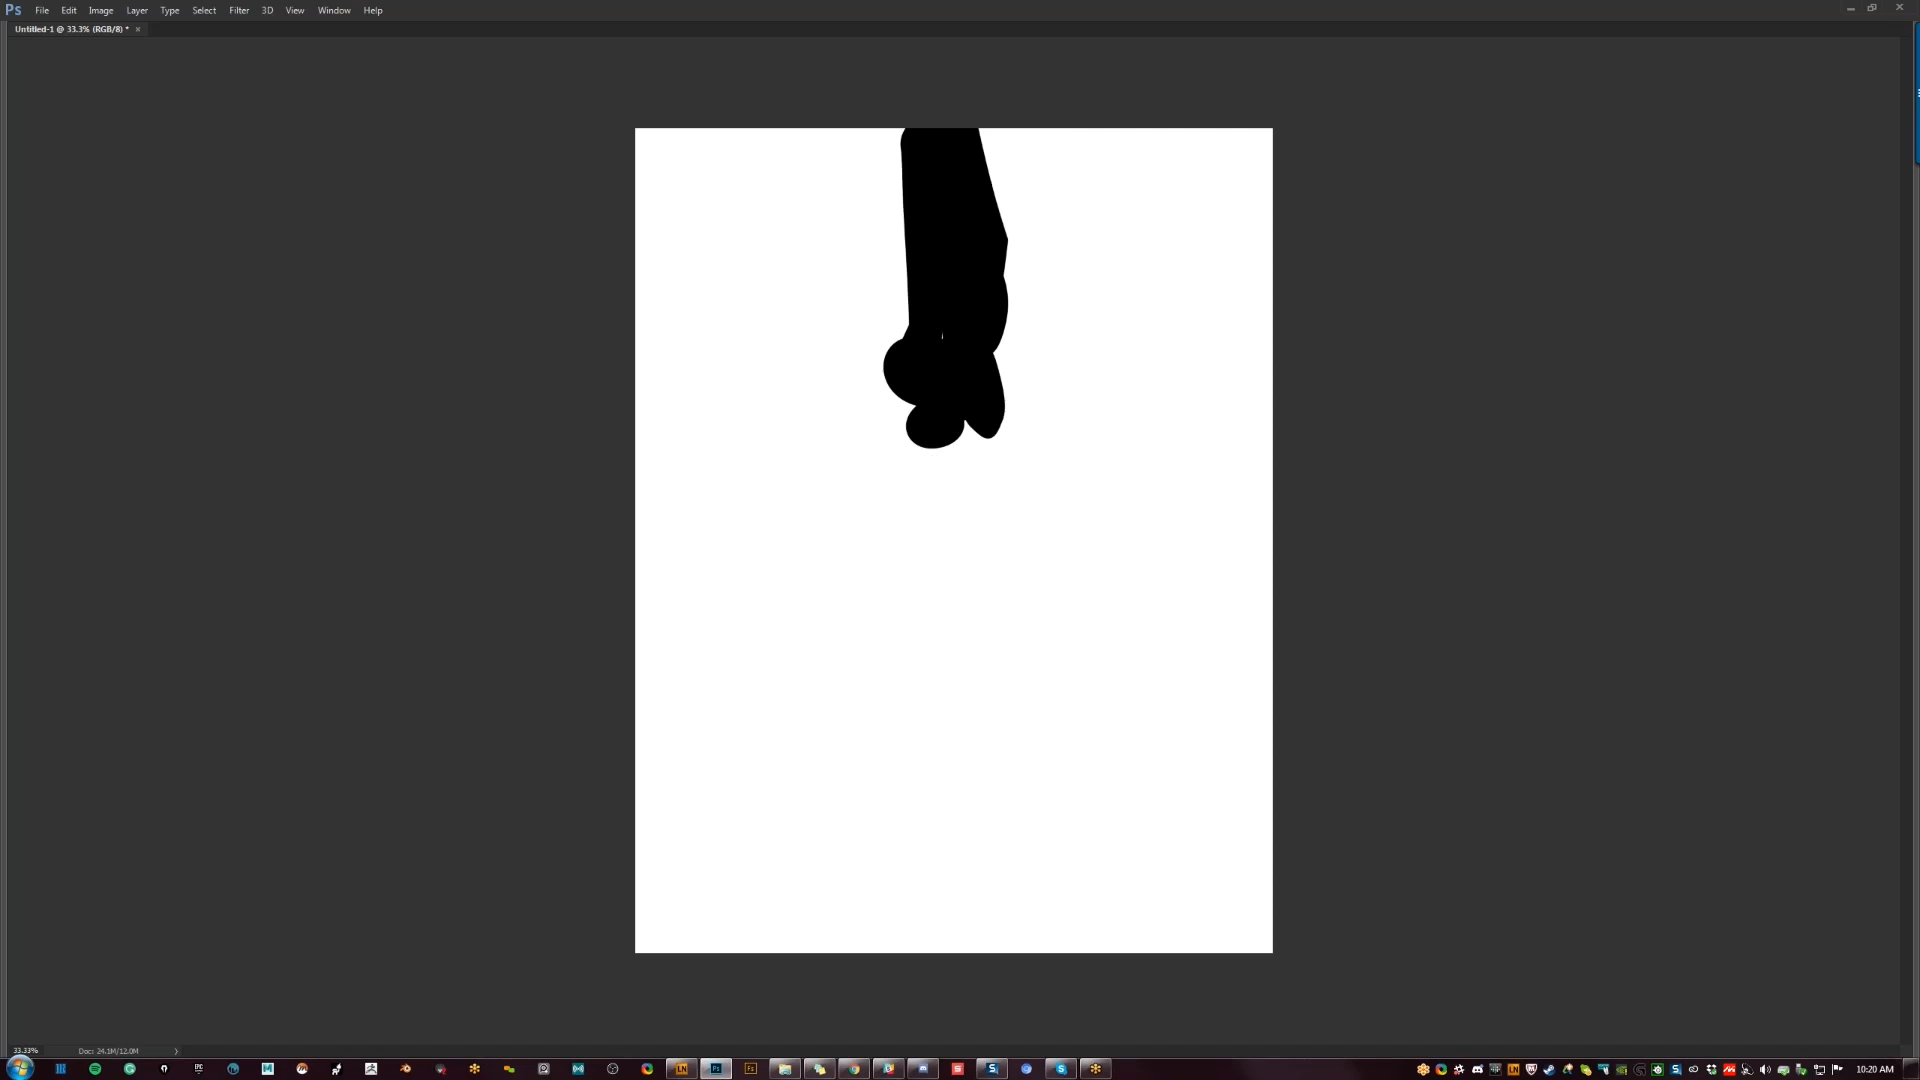 Ps File Edit Image Layer Type Select Filter 3D View Window Help
Untitled-1 @ 33.3% (RGB/8) *
33.33% Doc: 24.1M/12.0M
10:20 AM